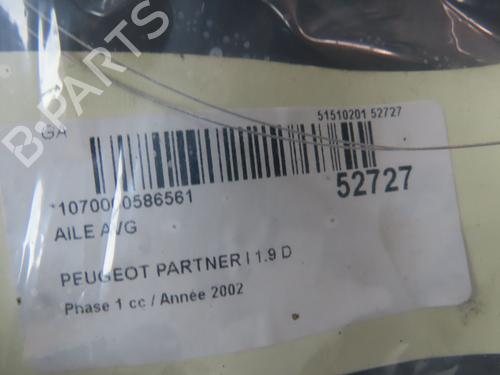 GA
51510201 52727
52727
*1070000586561
AILE AVG
PEUGEOT PARTNER I 1.9 D
Phase 1 cc / Année 2002
B-PARTS